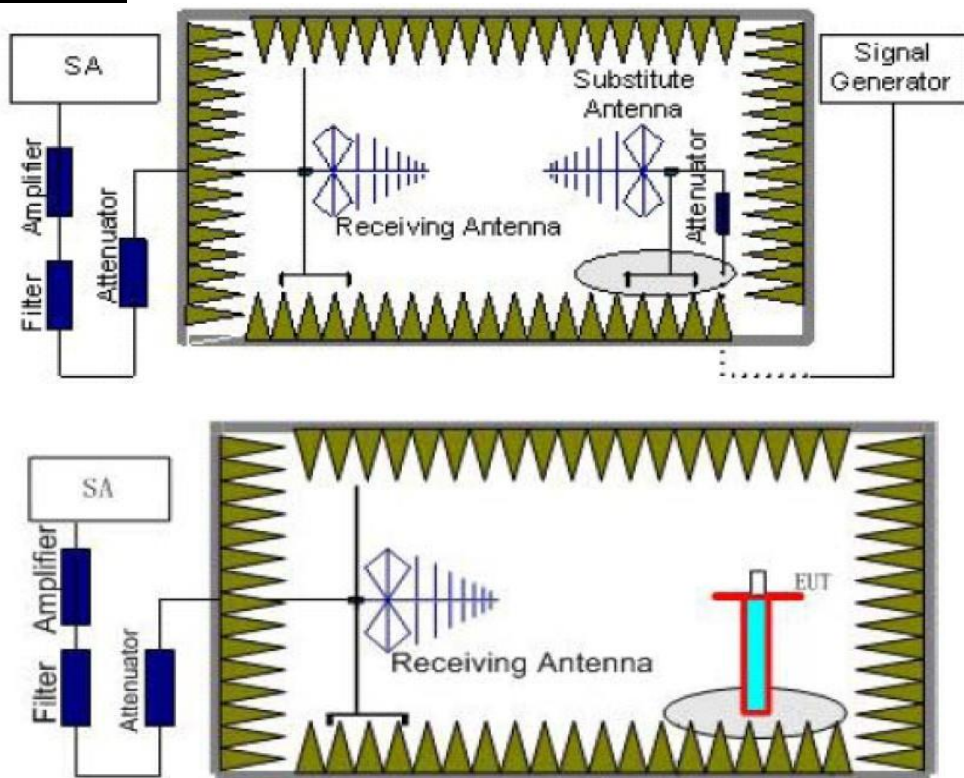 SA
Signal
Generator
Substitute
Antenna
Amplifier
Filter
Attenuator
Receiving Antenna
Attenuator
SA
Amplifier
Filter
Attenuator
Receiving Antenna
EUT